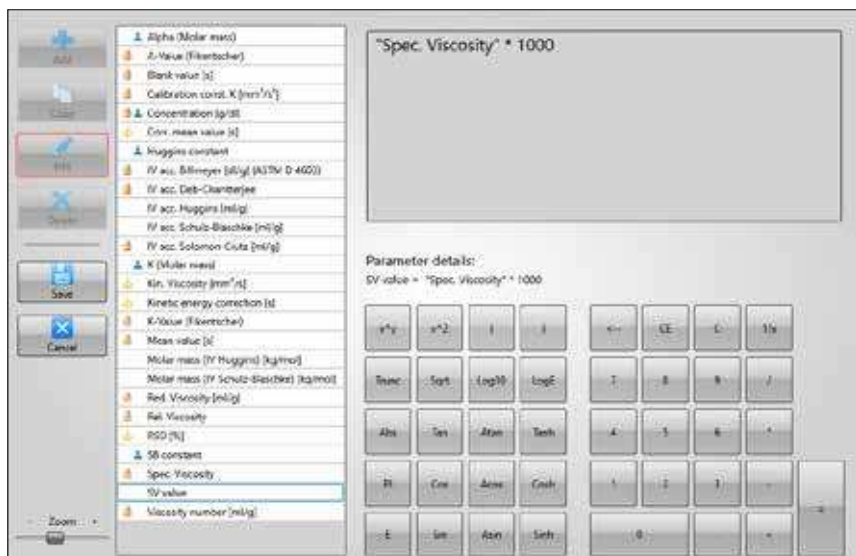 Add
Copy
Edit
Delete
Save
Cancel
- Zoom: +
Alpha (Molar mass)
A-Value (Fikentscher)
Blank value [s]
Calibration const. K [mm²/s²]
Concentration [g/dl]
Corr. mean value [s]
Huggins constant
IV acc. Billmeyer [dl/g] (ASTM D 4603)
IV acc. Deb-Chantterjee
IV acc. Huggins [ml/g]
IV acc. Schulz-Blaschke [ml/g]
IV acc. Solomon-Ciuta [ml/g]
K (Molar mass)
Kin. Viscosity [mm²/s]
Kinetic energy correction [s]
K-Value (Fikentscher)
Mean value [s]
Molar mass (IV Huggins) [kg/mol]
Molar mass (IV Schulz-Blaschke) [kg/mol]
Red. Viscosity [ml/g]
Rel. Viscosity
RSD [%]
SB constant
Spec. Viscosity
SV value
Viscosity number [ml/g]
"Spec. Viscosity" * 1000
Parameter details:
SV value = "Spec. Viscosity" * 1000
x^y x^2 ( ) <-- CE C 1/x
Trunc Sqrt Log10 LogE 7 8 9 /
Abs Tan Atan Tanh 4 5 6 *
PI Cos Acos Cosh 1 2 3 -
E Sin Asin Sinh 0 . + =